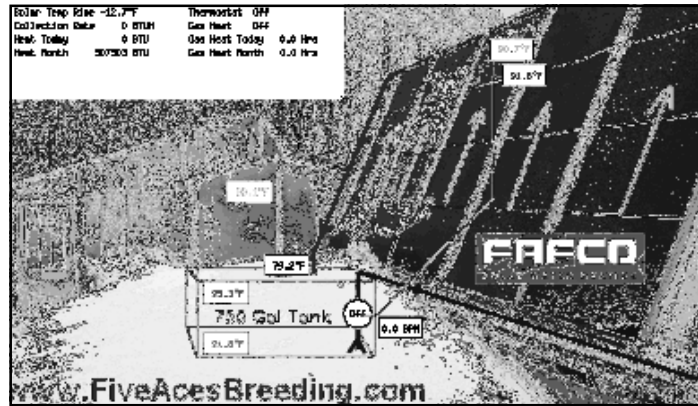 Solar Temp Rise -12.7°F
Collection Rate 0 BTUH
Heat Today 0 BTU
Heat Month 507503 BTU
Thermostat Off
Gas Heat Off
Gas Heat Today 0.0 Hrs
Gas Heat Month 0.0 Hrs
91.8°F
FAFCO
79.2°F
750 Gal Tank
Off
0.0 GPM
www.FiveAcesBreeding.com